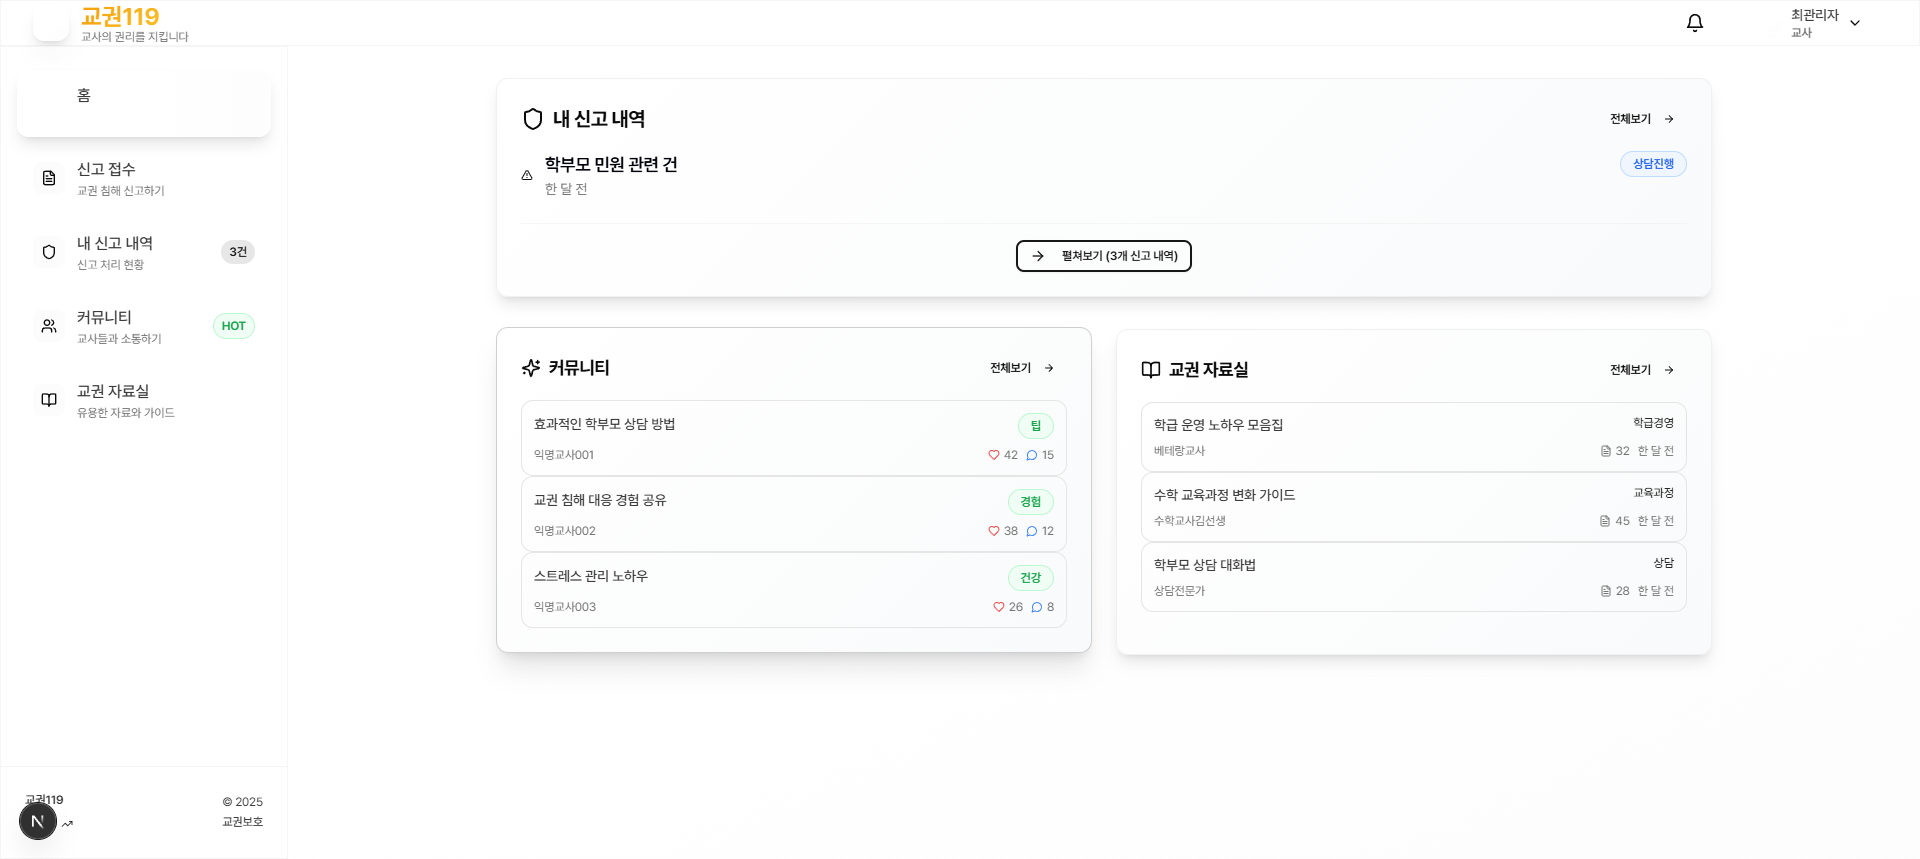 교권119
교사의 권리를 지킵니다
최관리자
교사
홈
신고 접수
교권 침해 신고하기
내 신고 내역
신고 처리 현황
3건
커뮤니티
교사들과 소통하기
HOT
교권 자료실
유용한 자료와 가이드
교권119
© 2025
교권보호
N
내 신고 내역
전체보기
학부모 민원 관련 건
한 달 전
상담진행
펼쳐보기 (3개 신고 내역)
커뮤니티
전체보기
효과적인 학부모 상담 방법
팁
익명교사001
42 15
교권 침해 대응 경험 공유
경험
익명교사002
38 12
스트레스 관리 노하우
건강
익명교사003
26 8
교권 자료실
전체보기
학급 운영 노하우 모음집
학급경영
베테랑교사
32 한 달 전
수학 교육과정 변화 가이드
교육과정
수학교사김선생
45 한 달 전
학부모 상담 대화법
상담
상담전문가
28 한 달 전